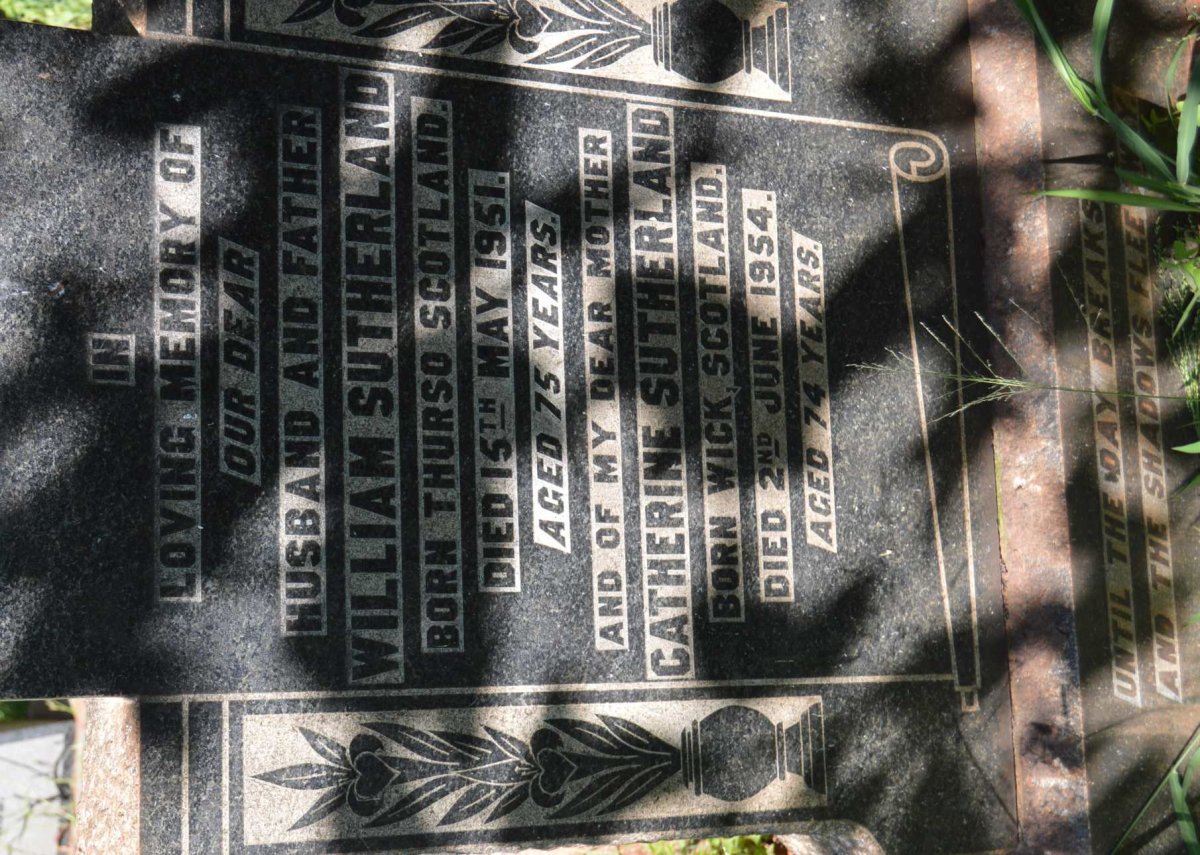 IN
LOVING MEMORY OF
OUR DEAR
HUSBAND AND FATHER
WILLIAM SUTHERLAND
BORN THURSO SCOTLAND.
DIED 15TH MAY 1951.
AGED 75 YEARS.
AND OF MY DEAR MOTHER
CATHERINE SUTHERLAND
BORN WICK, SCOTLAND.
DIED 2ND JUNE 1954.
AGED 74 YEARS.
UNTIL THE DAY BREAKS
AND THE SHADOWS FLEE